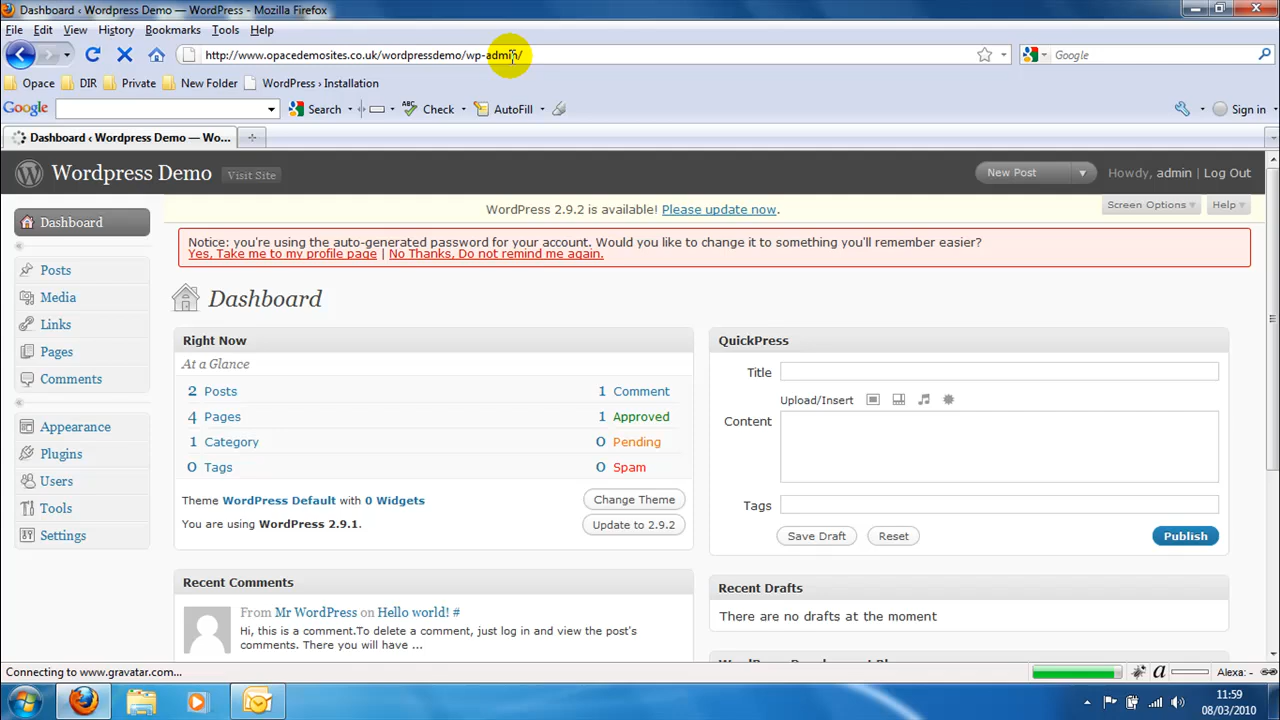 Dashboard ‹ Wordpress Demo — WordPress - Mozilla Firefox
File Edit View History Bookmarks Tools Help
http://www.opacedemosites.co.uk/wordpressdemo/wp-admin/
Google
Opace DIR Private New Folder WordPress › Installation
Google Search Check AutoFill Sign in
Dashboard ‹ Wordpress Demo — Wo...
Wordpress Demo Visit Site New Post Howdy, admin | Log Out
WordPress 2.9.2 is available! Please update now. Screen Options Help
Notice: you're using the auto-generated password for your account. Would you like to change it to something you'll remember easier?
Yes, Take me to my profile page | No Thanks, Do not remind me again.
Dashboard
Posts
Media
Links
Pages
Comments
Appearance
Plugins
Users
Tools
Settings
Dashboard
Right Now
At a Glance
2 Posts 1 Comment
4 Pages 1 Approved
1 Category 0 Pending
0 Tags 0 Spam
Theme WordPress Default with 0 Widgets Change Theme
You are using WordPress 2.9.1. Update to 2.9.2
Recent Comments
From Mr WordPress on Hello world! #
Hi, this is a comment.To delete a comment, just log in and view the post's
comments. There you will have ...
QuickPress
Title
Upload/Insert
Content
Tags
Save Draft Reset Publish
Recent Drafts
There are no drafts at the moment
Connecting to www.gravatar.com... a Alexa: -
11:59
08/03/2010